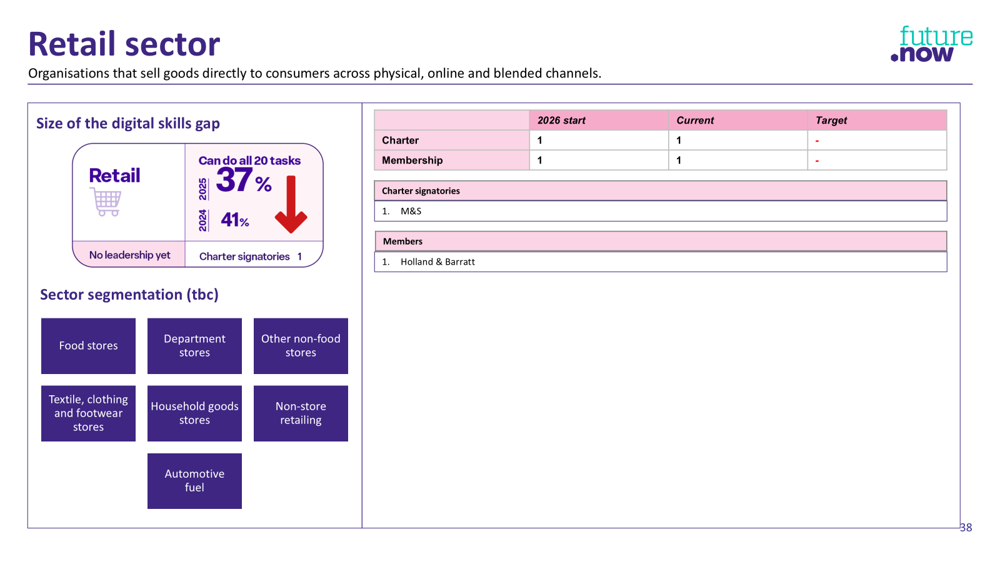 Retail sector
future
.now
Organisations that sell goods directly to consumers across physical, online and blended channels.
Size of the digital skills gap
Retail
Can do all 20 tasks
2025
37%
2024
41%
No leadership yet
Charter signatories 1
Sector segmentation (tbc)
Food stores
Department
stores
Other non-food
stores
Textile, clothing
and footwear
stores
Household goods
stores
Non-store
retailing
Automotive
fuel
2026 start Current Target
Charter 1 1 -
Membership 1 1 -
Charter signatories
1. M&S
Members
1. Holland & Barratt
38